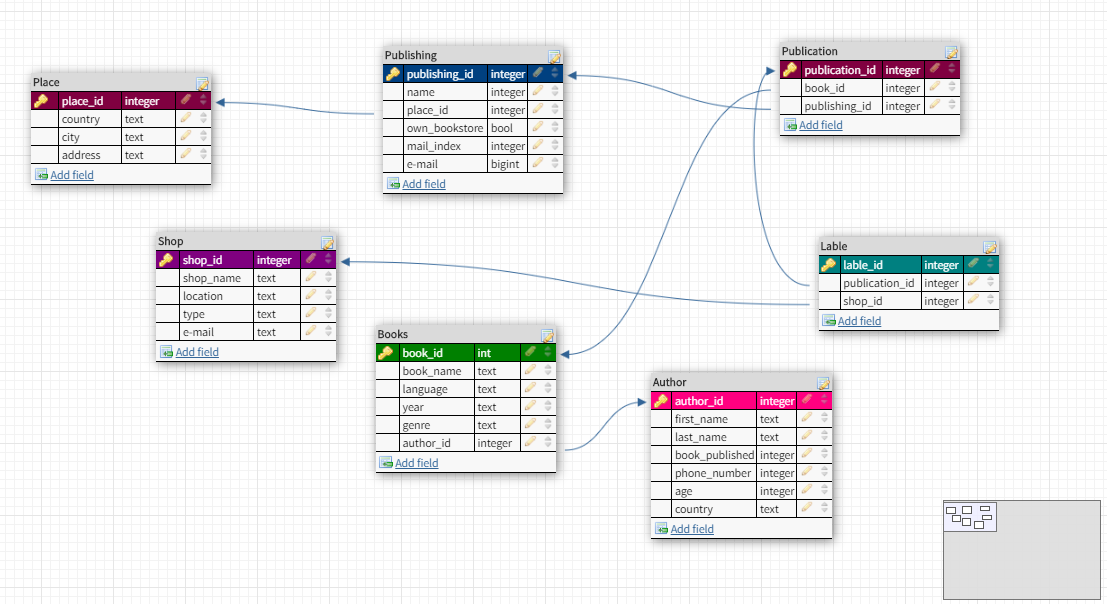 Place
place_id integer
country text
city text
address text
Add field
Publishing
publishing_id integer
name integer
place_id integer
own_bookstore bool
mail_index integer
e-mail bigint
Add field
Publication
publication_id integer
book_id integer
publishing_id integer
Add field
Shop
shop_id integer
shop_name text
location text
type text
e-mail text
Add field
Lable
lable_id integer
publication_id integer
shop_id integer
Add field
Books
book_id int
book_name text
language text
year text
genre text
author_id integer
Add field
Author
author_id integer
first_name text
last_name text
book_published integer
phone_number integer
age integer
country text
Add field